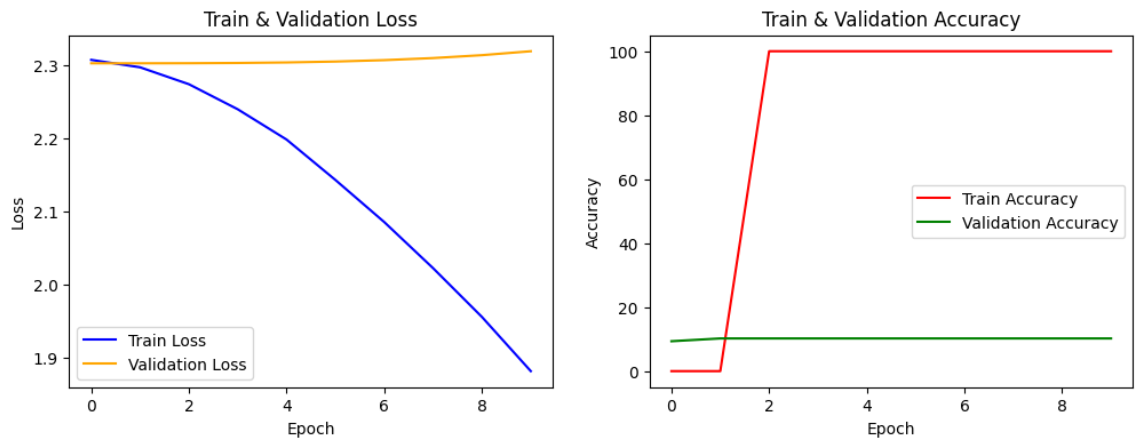 Train & Validation Loss
2.3
2.2
2.1
2.0
1.9
Loss
Train Loss
Validation Loss
0
2
4
6
8
Epoch
Train & Validation Accuracy
100
80
60
40
20
0
Accuracy
Train Accuracy
Validation Accuracy
0
2
4
6
8
Epoch